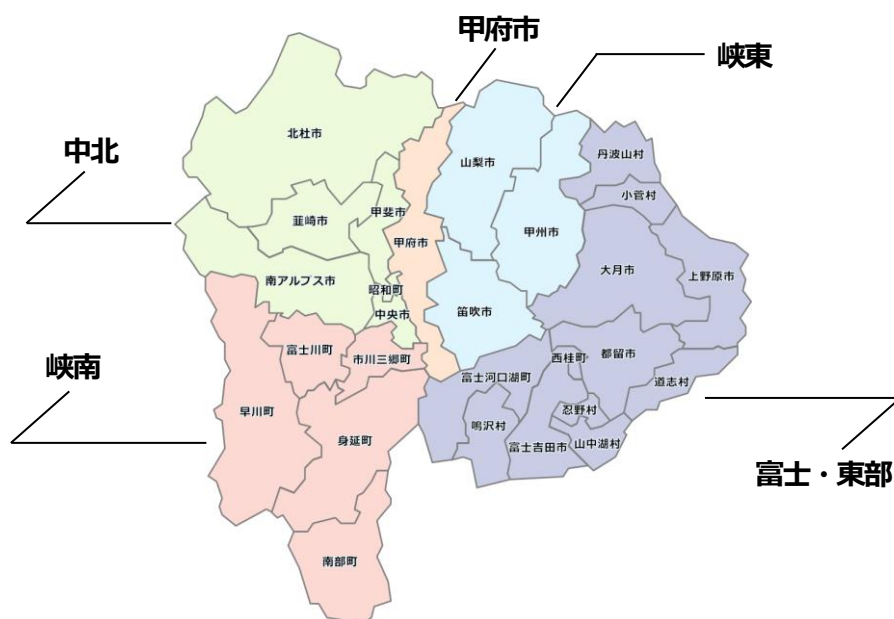 甲府市
峡東
中北
峡南
富士・東部
北杜市
韮崎市
甲斐市
甲府市
南アルプス市
昭和町
中央市
山梨市
甲州市
笛吹市
丹波山村
小菅村
大月市
上野原市
富士河口湖町
西桂町
都留市
道志村
忍野村
鳴沢村
富士吉田市
山中湖村
富士川町
市川三郷町
早川町
身延町
南部町